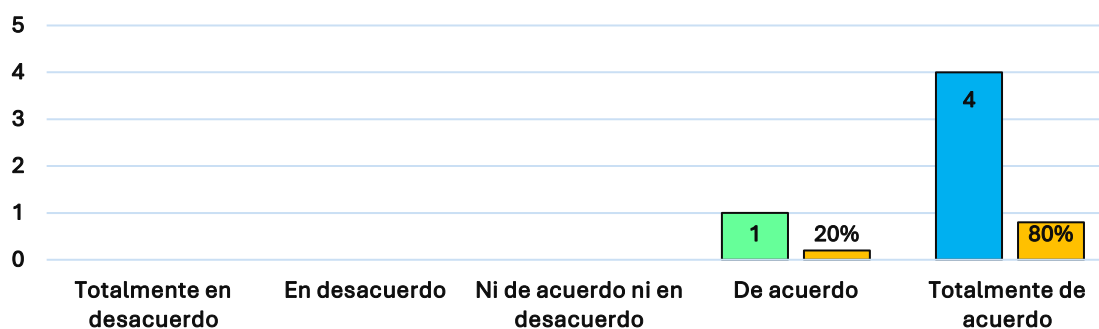 5
4
3
2
1
0
4
1
20%
80%
Totalmente en
desacuerdo
En desacuerdo
Ni de acuerdo ni en
desacuerdo
De acuerdo
Totalmente de
acuerdo